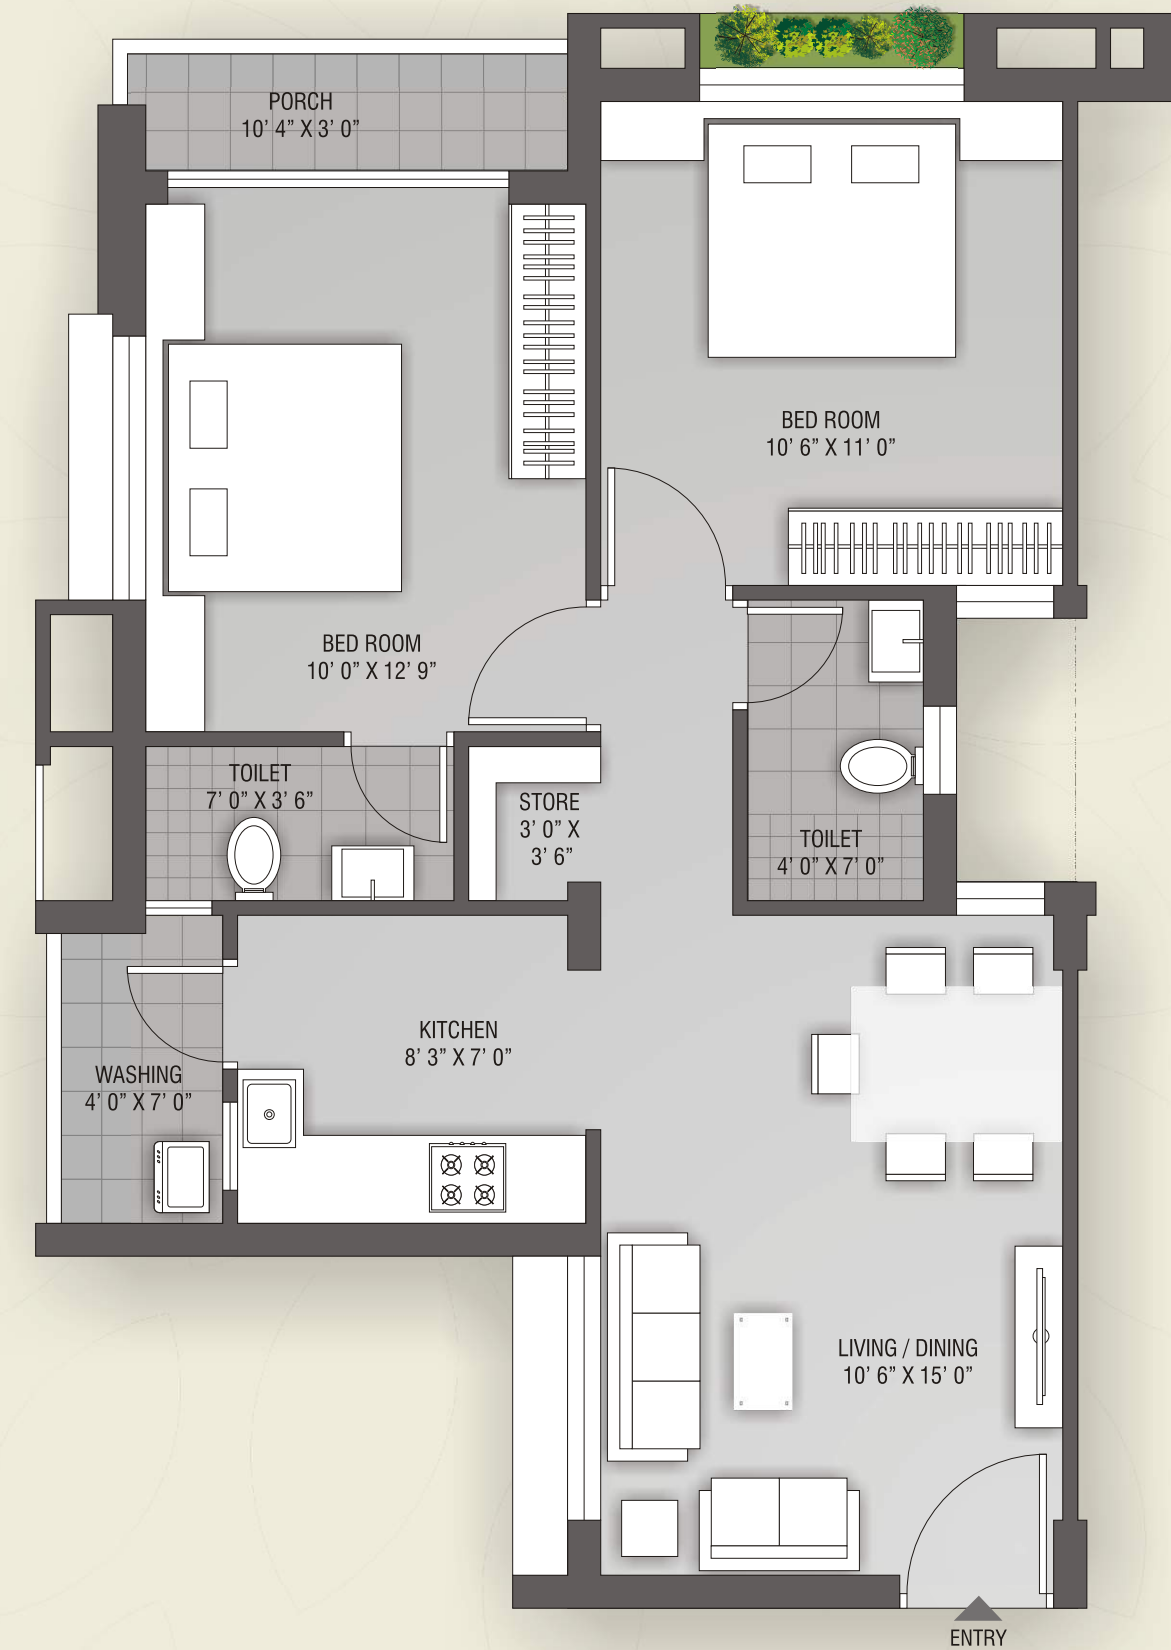 PORCH
10’ 4” X 3’ 0”
BED ROOM
10’ 6” X 11’ 0”
BED ROOM
10’ 0” X 12’ 9”
TOILET
7’ 0” X 3’ 6”
STORE
3’ 0” X
3’ 6”
TOILET
4’ 0” X 7’ 0”
KITCHEN
8’ 3” X 7’ 0”
WASHING
4’ 0” X 7’ 0”
LIVING / DINING
10’ 6” X 15’ 0”
ENTRY